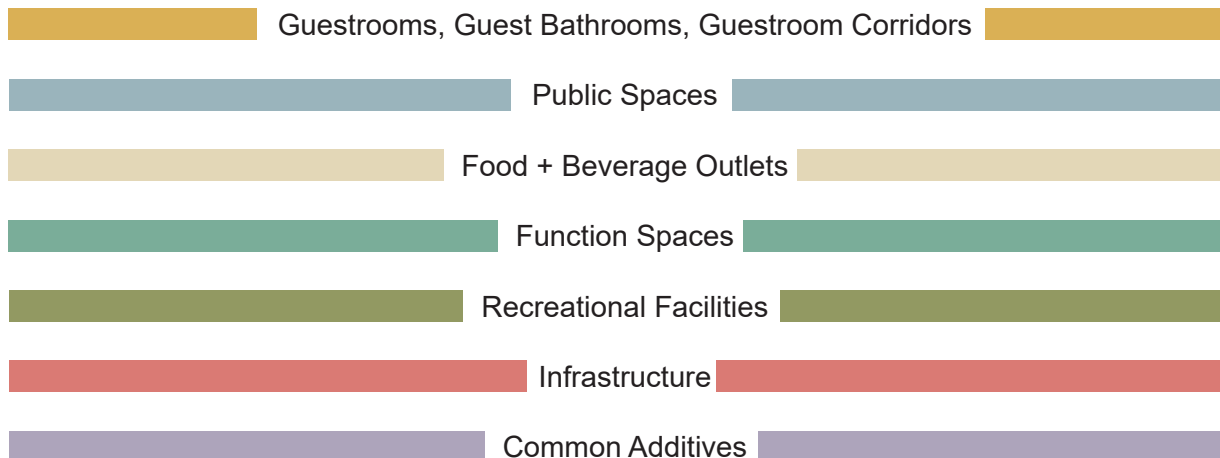 Guestrooms, Guest Bathrooms, Guestroom Corridors
Public Spaces
Food + Beverage Outlets
Function Spaces
Recreational Facilities
Infrastructure
Common Additives